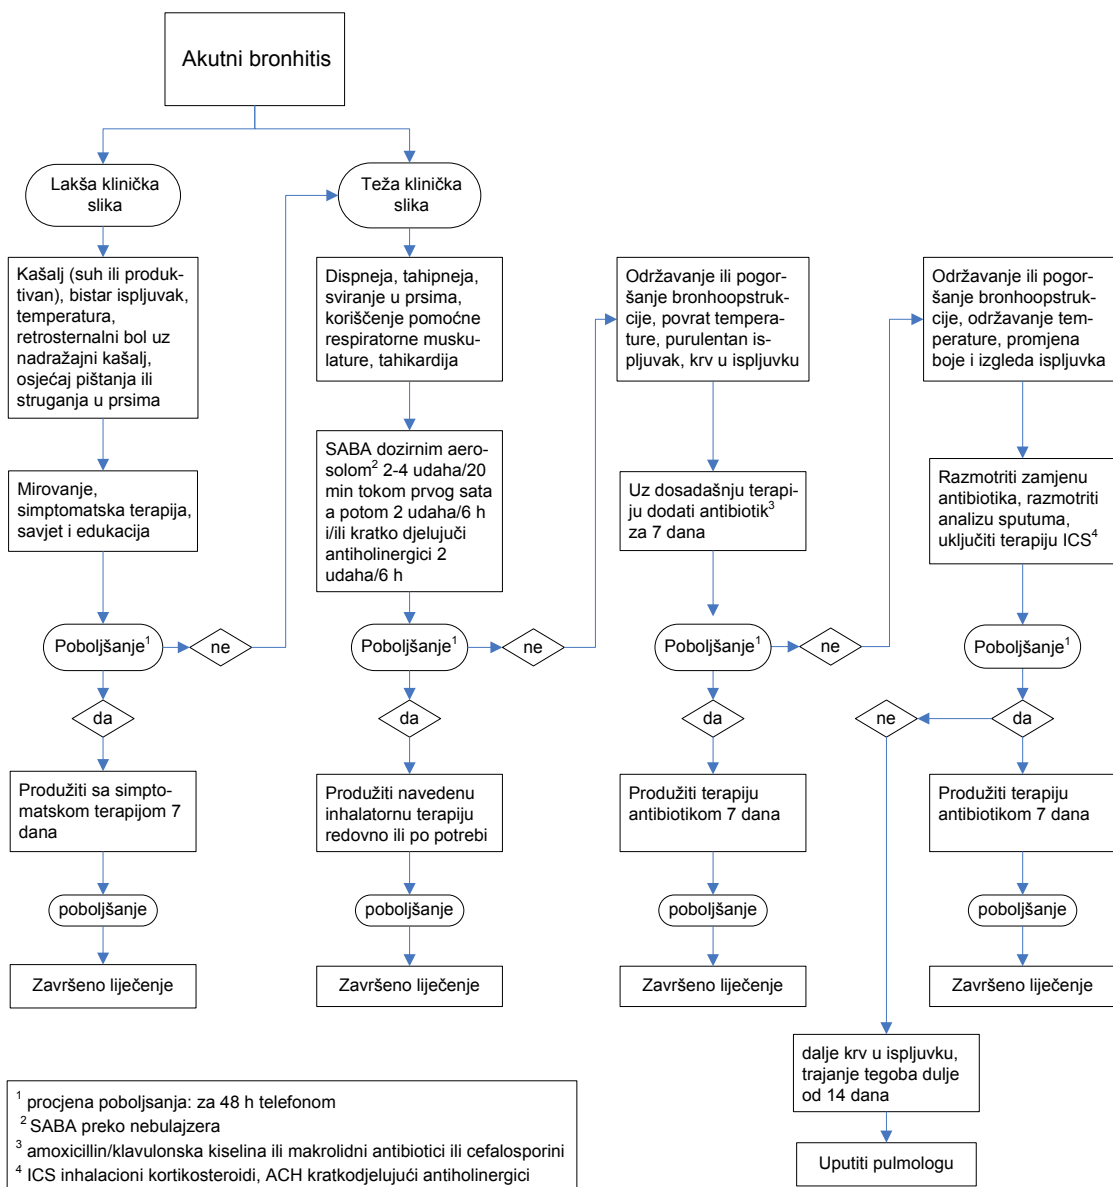 Akutni bronhitis
Lakša klinička
slika
Kašalj (suh ili produk-
tivan), bistar ispljuvak,
temperatura,
retrosternalni bol uz
nadražajni kašalj,
osjećaj pištanja ili
struganja u prsima
Mirovanje,
simptomatska terapija,
savjet i edukacija
Poboljšanje1
ne
da
Produžiti sa simpto-
matskom terapijom 7
dana
poboljšanje
Završeno liječenje
Teža klinička
slika
Dispneja, tahipneja,
sviranje u prsima,
koriščenje pomoćne
respiratorne musku-
lature, tahikardija
SABA dozirnim aero-
solom2 2-4 udaha/20
min tokom prvog sata
a potom 2 udaha/6 h
i/ili kratko djelujući
antiholinergici 2
udaha/6 h
Poboljšanje1
ne
da
Produžiti navedenu
inhalatornu terapiju
redovno ili po potrebi
poboljšanje
Završeno liječenje
Održavanje ili pogor-
šanje bronhoopstruk-
cije, povrat tempera-
ture, purulentan is-
pljuvak, krv u ispljuvku
Uz dosadašnju terapi-
ju dodati antibiotik3
za 7 dana
Poboljšanje1
ne
da
Produžiti terapiju
antibiotikom 7 dana
poboljšanje
Završeno liječenje
Održavanje ili pogor-
šanje bronhoopstruk-
cije, održavanje tem-
perature, promjena
boje i izgleda ispljuvka
Razmotriti zamjenu
antibiotika, razmotriti
analizu sputuma,
uključiti terapiju ICS4
Poboljšanje1
ne
da
Produžiti terapiju
antibiotikom 7 dana
poboljšanje
Završeno liječenje
dalje krv u ispljuvku,
trajanje tegoba dulje
od 14 dana
Uputiti pulmologu
1 procjena poboljsanja: za 48 h telefonom
2 SABA preko nebulajzera
3 amoxicillin/klavulonska kiselina ili makrolidni antibiotici ili cefalosporini
4 ICS inhalacioni kortikosteroidi, ACH kratkodjelujući antiholinergici